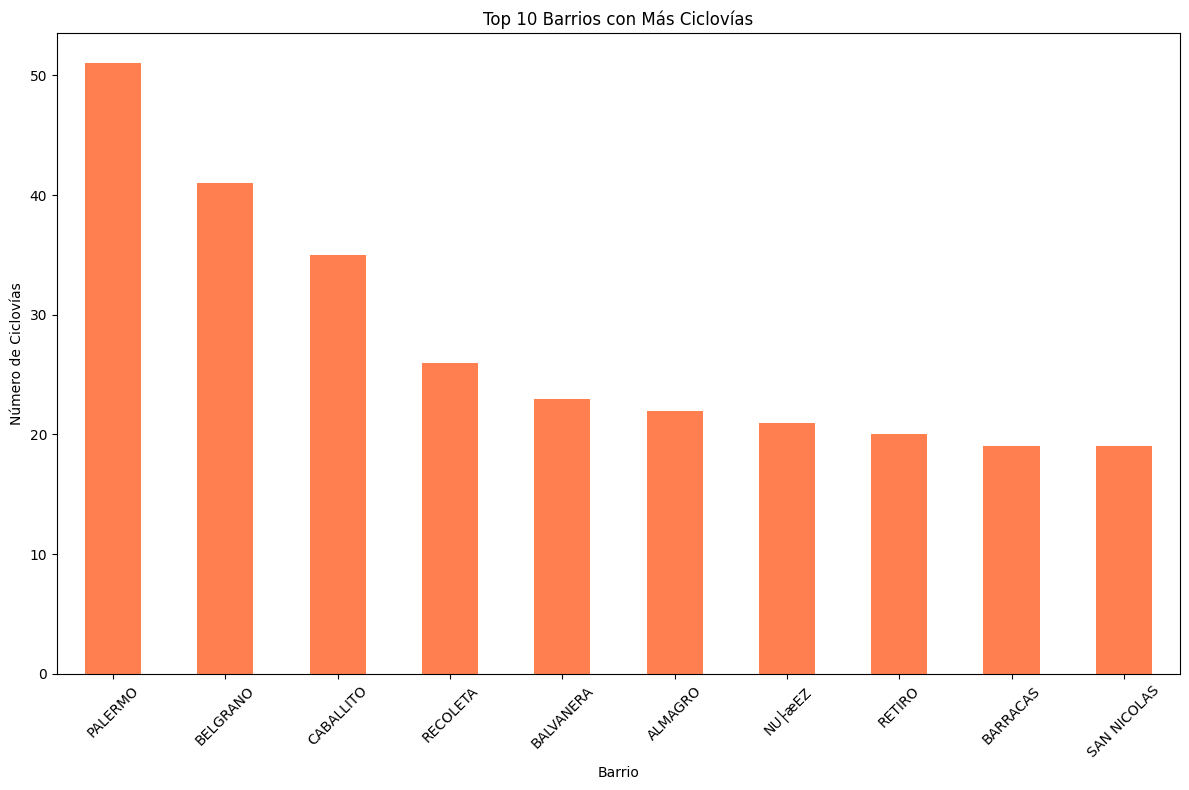 Top 10 Barrios con Más Ciclovías
Número de Ciclovías
50
40
30
20
10
0
PALERMO
BELGRANO
CABALLITO
RECOLETA
BALVANERA
ALMAGRO
NU├æEZ
RETIRO
BARRACAS
SAN NICOLAS
Barrio